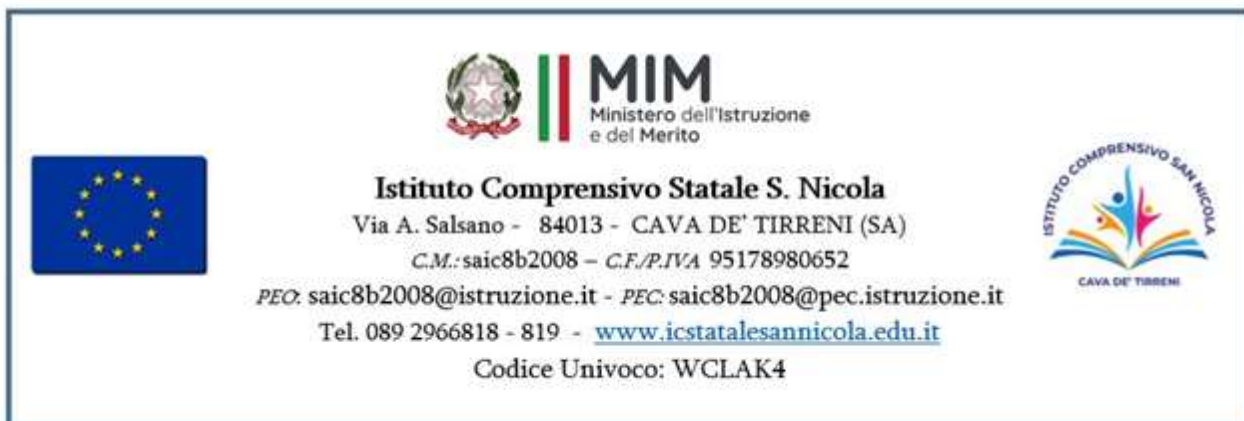 MIM
Ministero dell'Istruzione
e del Merito
Istituto Comprensivo Statale S. Nicola
Via A. Salsano - 84013 - CAVA DE' TIRRENI (SA)
C.M.: saic8b2008 – C.F./P.IVA 95178980652
PEO: saic8b2008@istruzione.it - PEC: saic8b2008@pec.istruzione.it
Tel. 089 2966818 - 819 - www.icstatalesannicola.edu.it
Codice Univoco: WCLAK4
ISTITUTO COMPRENSIVO SAN NICOLA
CAVA DE' TIRRENI